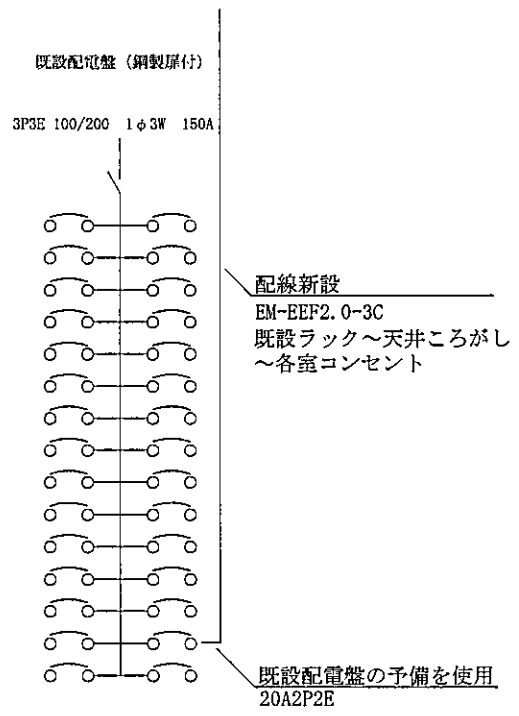 既設配電盤（鋼製扉付）
3P3E 100/200 1φ3W 150A
配線新設
EM-EEF2.0-3C
既設ラック～天井ころがし
～各室コンセント
既設配電盤の予備を使用
20A2P2E